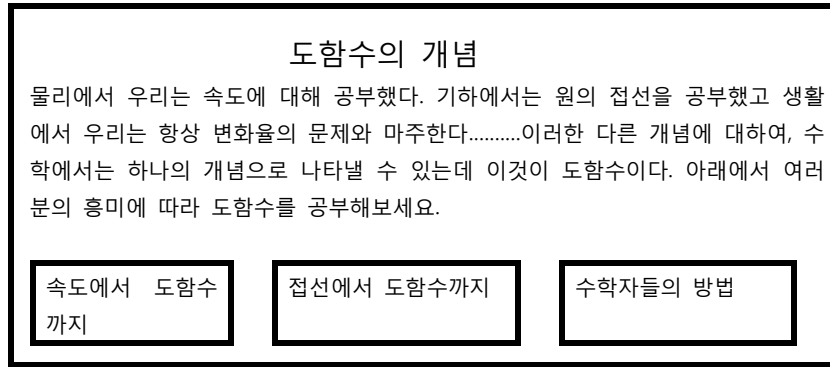 도함수의 개념
물리에서 우리는 속도에 대해 공부했다. 기하에서는 원의 접선을 공부했고 생활
에서 우리는 항상 변화율의 문제와 마주한다.........이러한 다른 개념에 대하여, 수
학에서는 하나의 개념으로 나타낼 수 있는데 이것이 도함수이다. 아래에서 여러
분의 흥미에 따라 도함수를 공부해보세요.
속도에서 도함수
까지
접선에서 도함수까지
수학자들의 방법